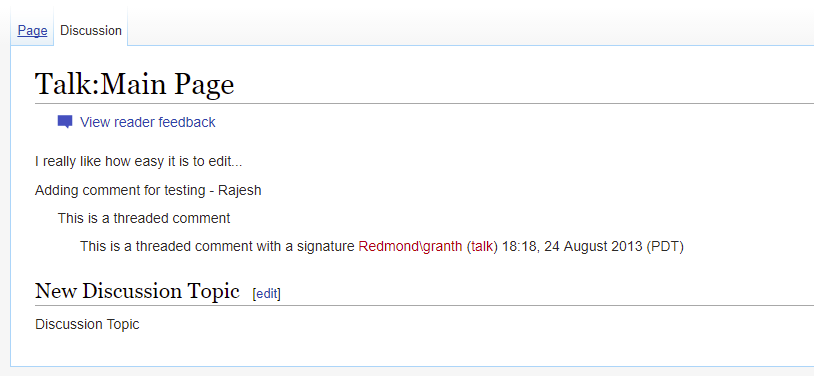 Page Discussion
Talk:Main Page
View reader feedback
I really like how easy it is to edit...
Adding comment for testing - Rajesh
This is a threaded comment
This is a threaded comment with a signature Redmond\granth (talk) 18:18, 24 August 2013 (PDT)
New Discussion Topic [edit]
Discussion Topic